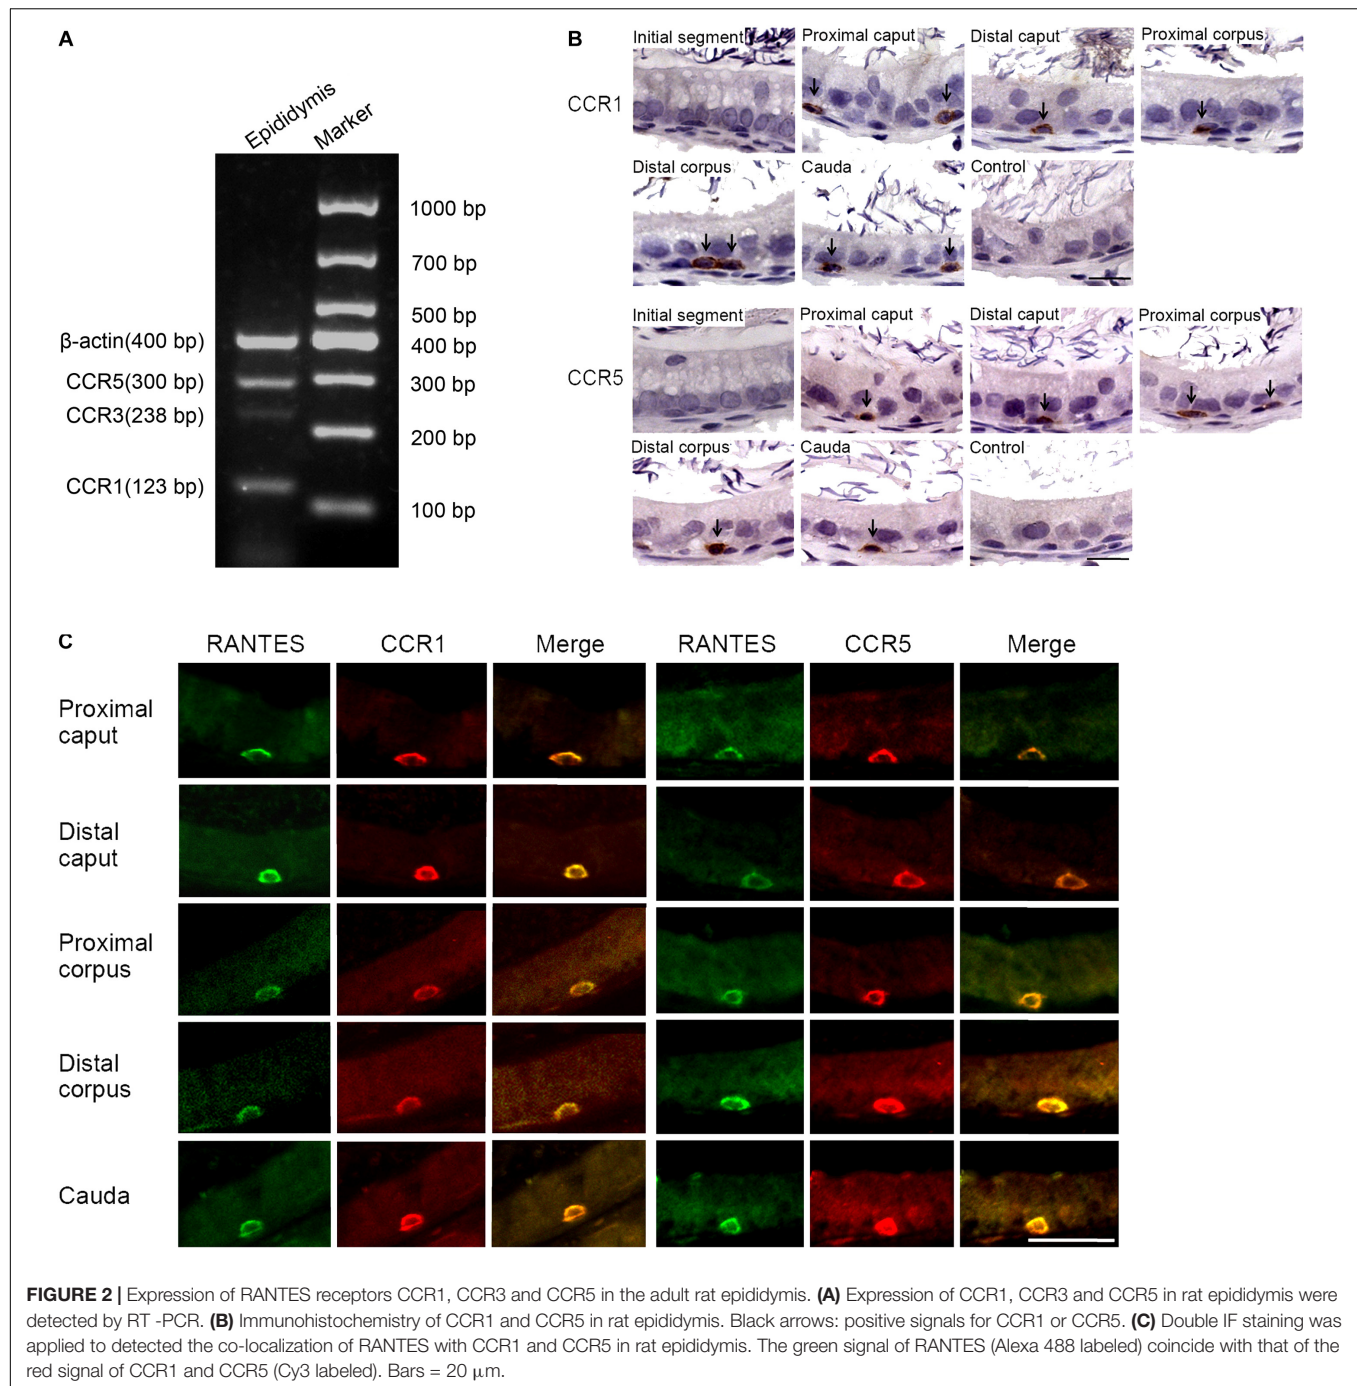 A
Epididymis
Marker
1000 bp
700 bp
500 bp
β-actin(400 bp)
400 bp
CCR5(300 bp)
300 bp
CCR3(238 bp)
200 bp
CCR1(123 bp)
100 bp
B
Initial segment
Proximal caput
Distal caput
Proximal corpus
CCR1
Distal corpus
Cauda
Control
Initial segment
Proximal caput
Distal caput
Proximal corpus
CCR5
Distal corpus
Cauda
Control
C
RANTES
CCR1
Merge
RANTES
CCR5
Merge
Proximal
caput
Distal
caput
Proximal
corpus
Distal
corpus
Cauda
FIGURE 2 | Expression of RANTES receptors CCR1, CCR3 and CCR5 in the adult rat epididymis. (A) Expression of CCR1, CCR3 and CCR5 in rat epididymis were
detected by RT -PCR. (B) Immunohistochemistry of CCR1 and CCR5 in rat epididymis. Black arrows: positive signals for CCR1 or CCR5. (C) Double IF staining was
applied to detected the co-localization of RANTES with CCR1 and CCR5 in rat epididymis. The green signal of RANTES (Alexa 488 labeled) coincide with that of the
red signal of CCR1 and CCR5 (Cy3 labeled). Bars = 20 μm.